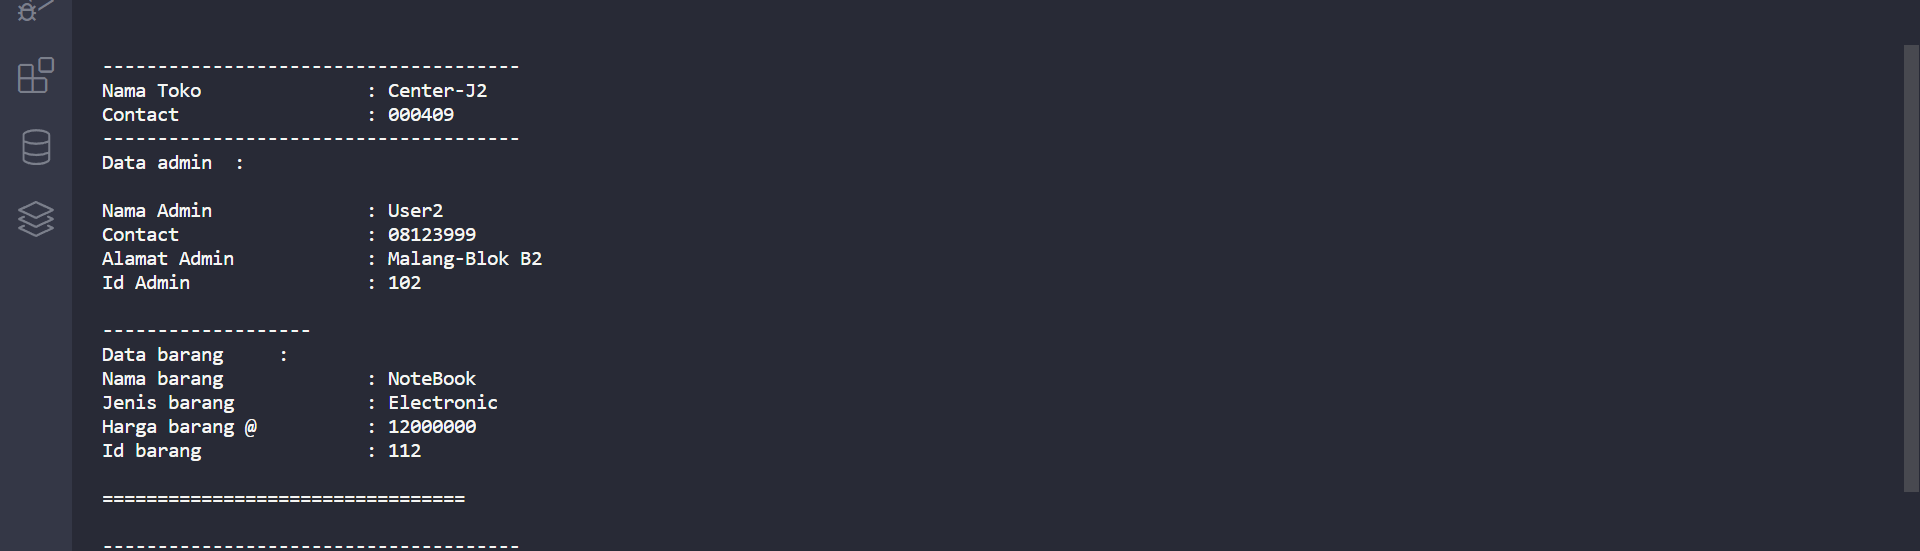 --------------------------------------
Nama Toko               : Center-J2
Contact                 : 000409
--------------------------------------
Data admin  :
Nama Admin              : User2
Contact                 : 08123999
Alamat Admin            : Malang-Blok B2
Id Admin                : 102
-------------------
Data barang     :
Nama barang             : NoteBook
Jenis barang            : Electronic
Harga barang @          : 12000000
Id barang               : 112
=================================
--------------------------------------